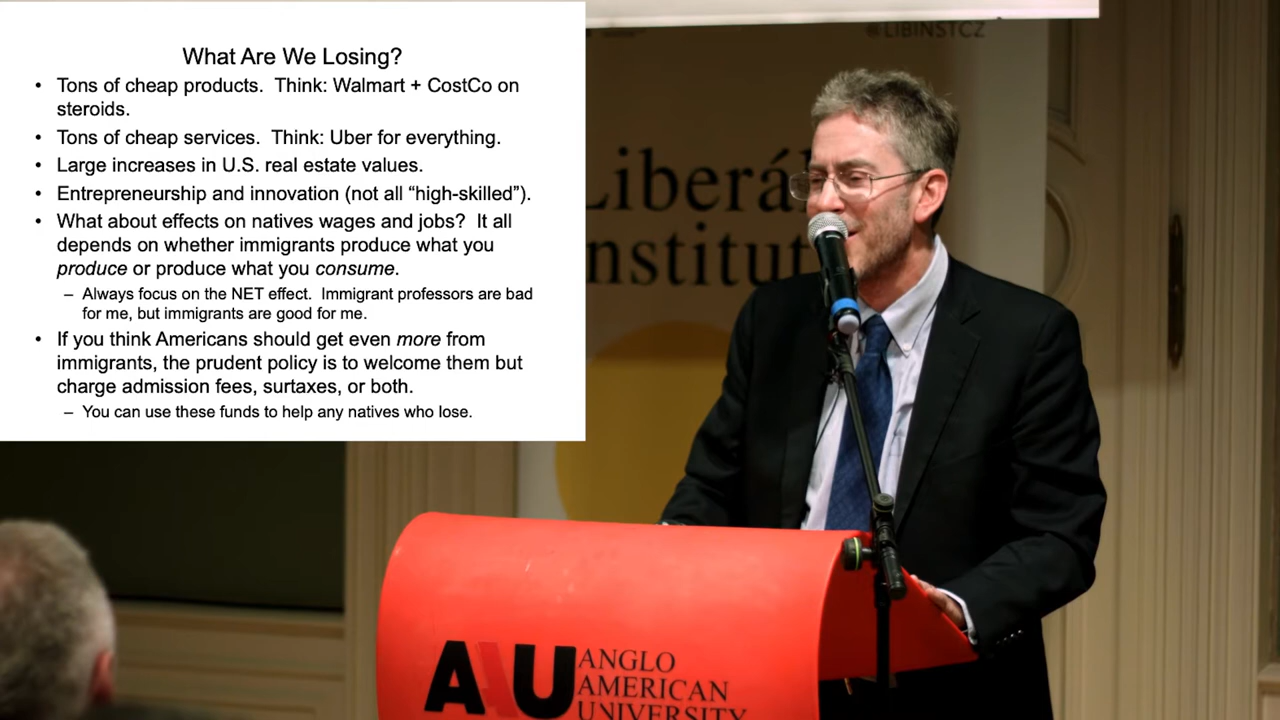 What Are We Losing?
• Tons of cheap products. Think: Walmart + CostCo on
steroids.
• Tons of cheap services. Think: Uber for everything.
• Large increases in U.S. real estate values.
• Entrepreneurship and innovation (not all “high-skilled”).
• What about effects on natives wages and jobs? It all
depends on whether immigrants produce what you
produce or produce what you consume.
– Always focus on the NET effect. Immigrant professors are bad
for me, but immigrants are good for me.
• If you think Americans should get even more from
immigrants, the prudent policy is to welcome them but
charge admission fees, surtaxes, or both.
– You can use these funds to help any natives who lose.
@LIBINSTCZ
Liberál
Institut
AAU ANGLO
AMERICAN
UNIVERSITY